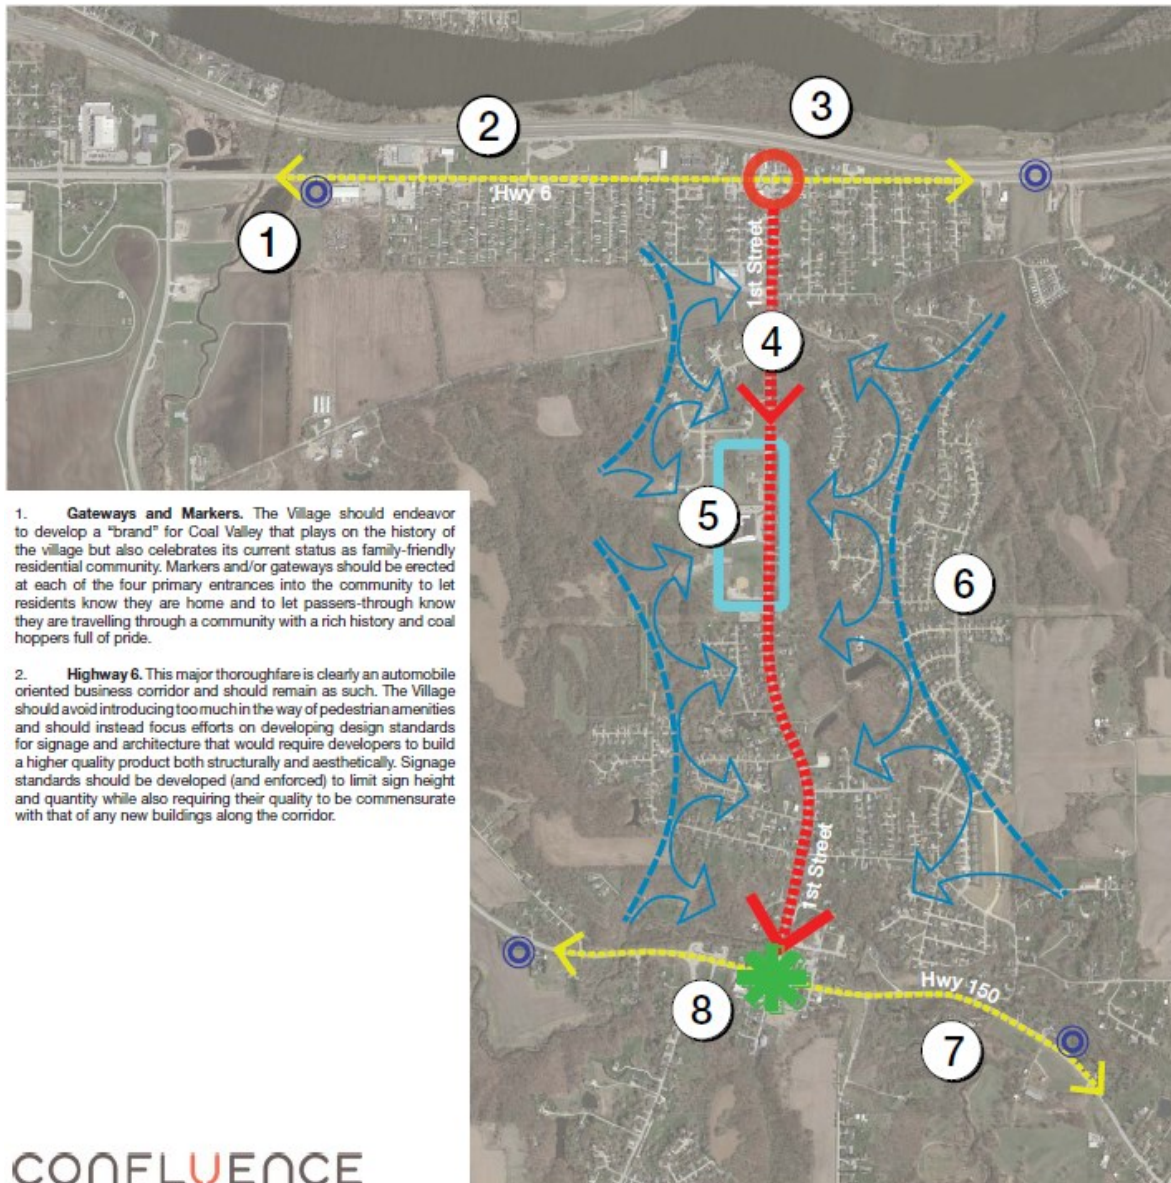 2
3
Hwy 6
1
1st Street
4
5
6
1. Gateways and Markers. The Village should endeavor
to develop a “brand” for Coal Valley that plays on the history of
the village but also celebrates its current status as family-friendly
residential community. Markers and/or gateways should be erected
at each of the four primary entrances into the community to let
residents know they are home and to let passers-through know
they are travelling through a community with a rich history and coal
hoppers full of pride.
2. Highway 6. This major thoroughfare is clearly an automobile
oriented business corridor and should remain as such. The Village
should avoid introducing too much in the way of pedestrian amenities
and should instead focus efforts on developing design standards
for signage and architecture that would require developers to build
a higher quality product both structurally and aesthetically. Signage
standards should be developed (and enforced) to limit sign height
and quantity while also requiring their quality to be commensurate
with that of any new buildings along the corridor.
1st Street
Hwy 150
8
7
CONFLUENCE